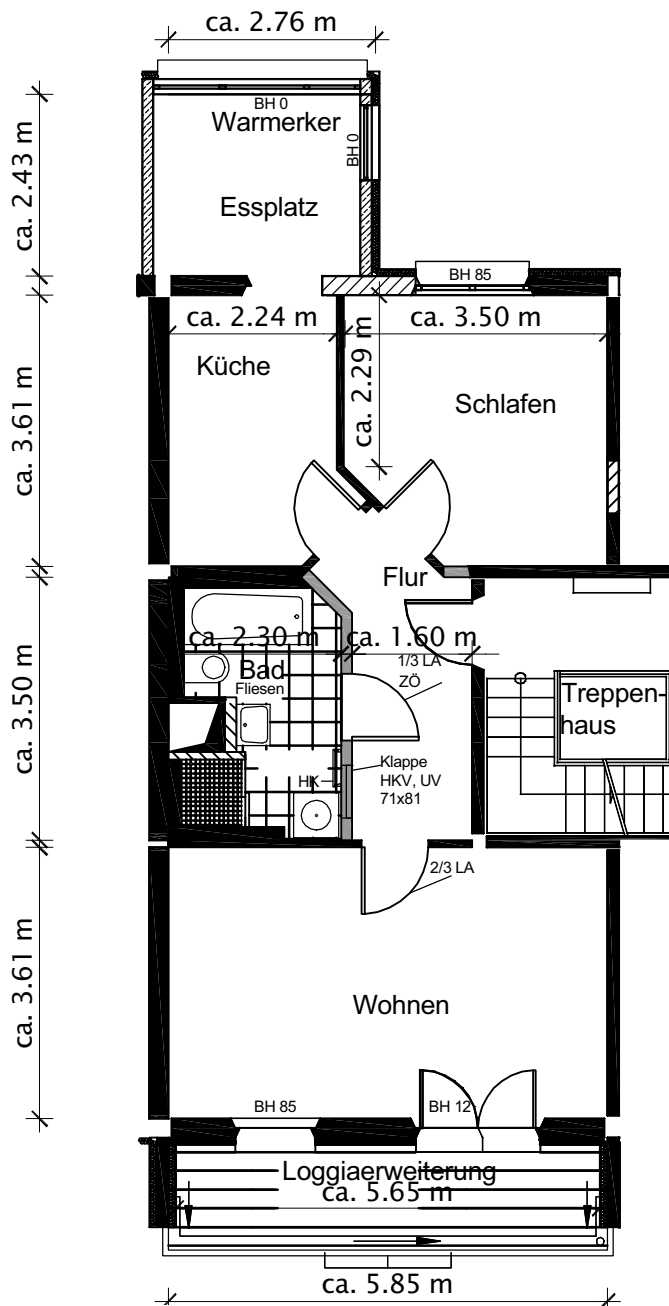 ca. 2.76 m
BH 0
Warmerker
BH 0
ca. 2.43 m
Essplatz
BH 85
ca. 2.24 m
ca. 3.50 m
Küche
ca. 2.29 m
Schlafen
ca. 3.61 m
Flur
ca. 2.30 m
ca. 1.60 m
Bad
Fliesen
1/3 LA
ZÖ
Treppen-
haus
ca. 3.50 m
Klappe
HKV, UV
71x81
HK
2/3 LA
ca. 3.61 m
Wohnen
BH 85
BH 12
Loggiaerweiterung
ca. 5.65 m
ca. 5.85 m